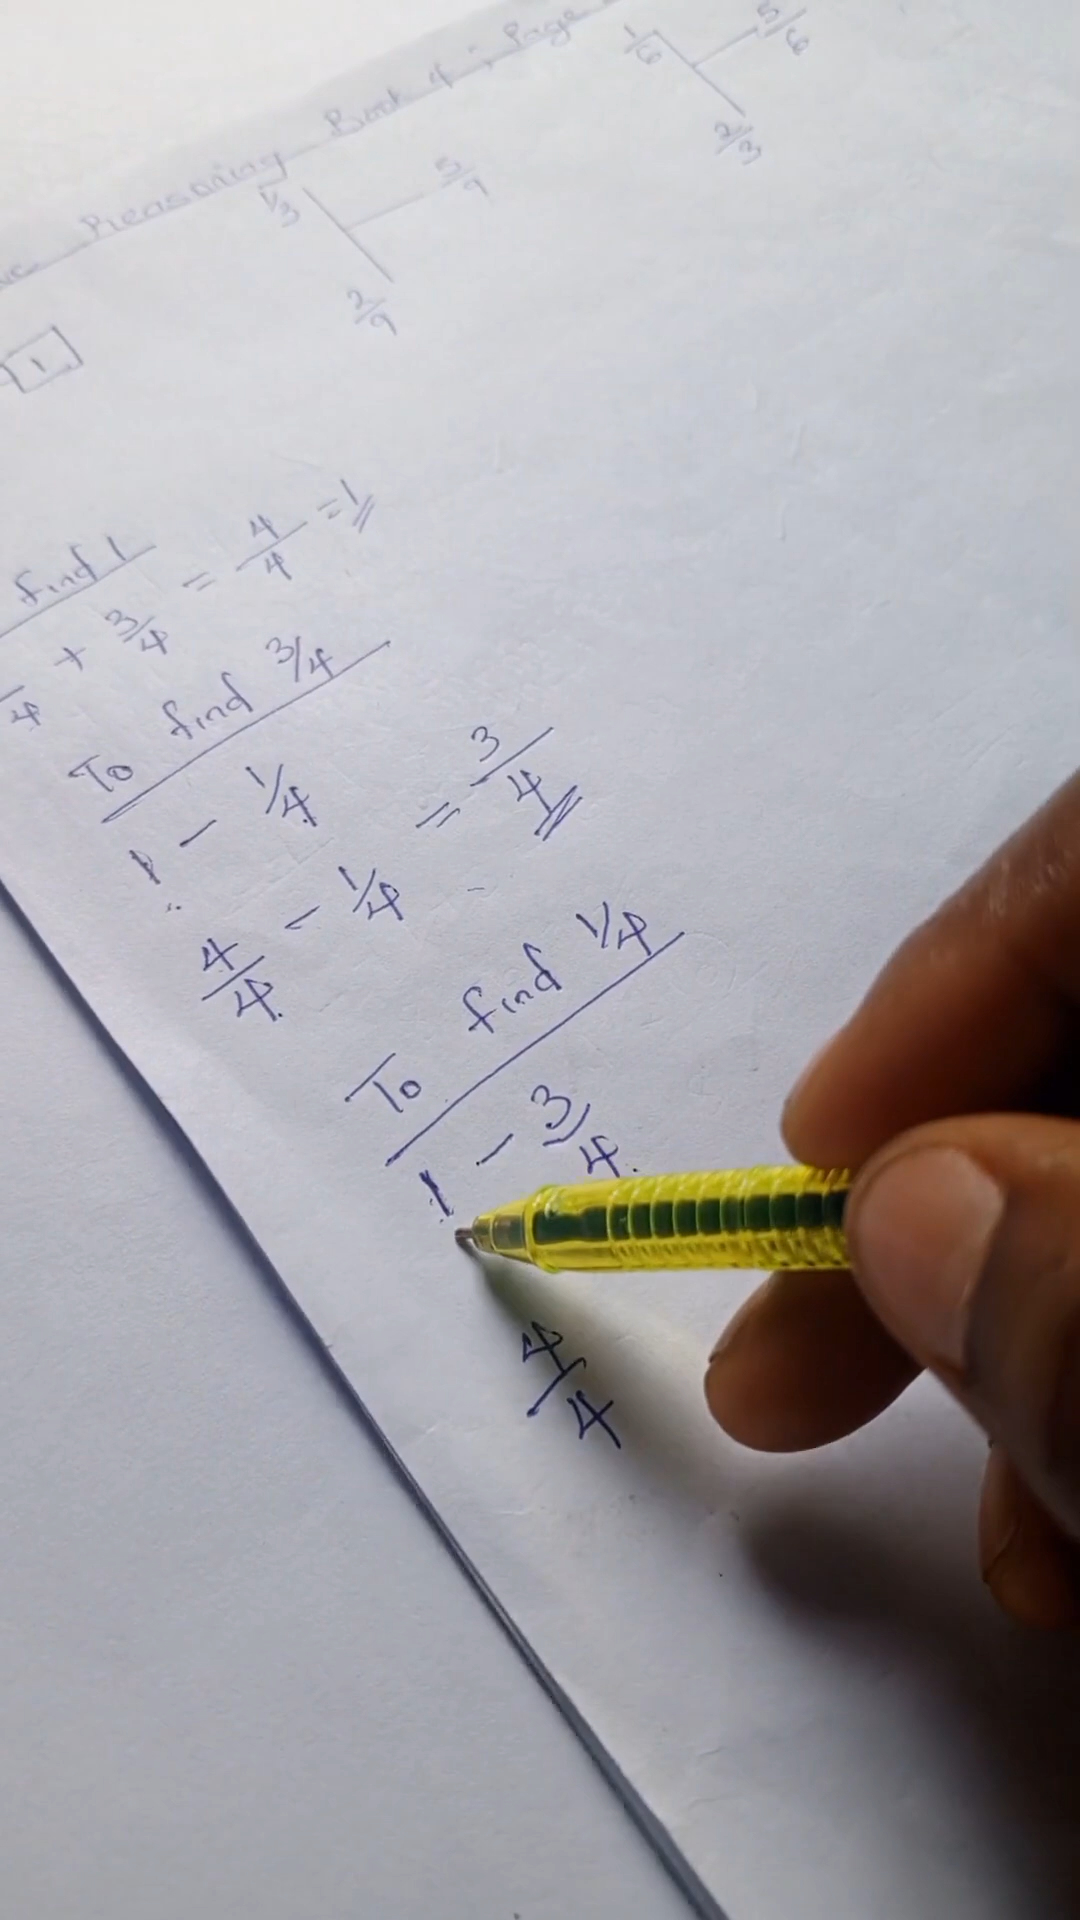 Reasoning Book 4; Page
1/3 5/9
2/9
1/6 5/6
2/3
1
find 1
4 + 3/4 = 4/4 = 1
To find 3/4
1 - 1/4
4/4 - 1/4 = 3/4
To find 1/4
1 - 3/4
4/4